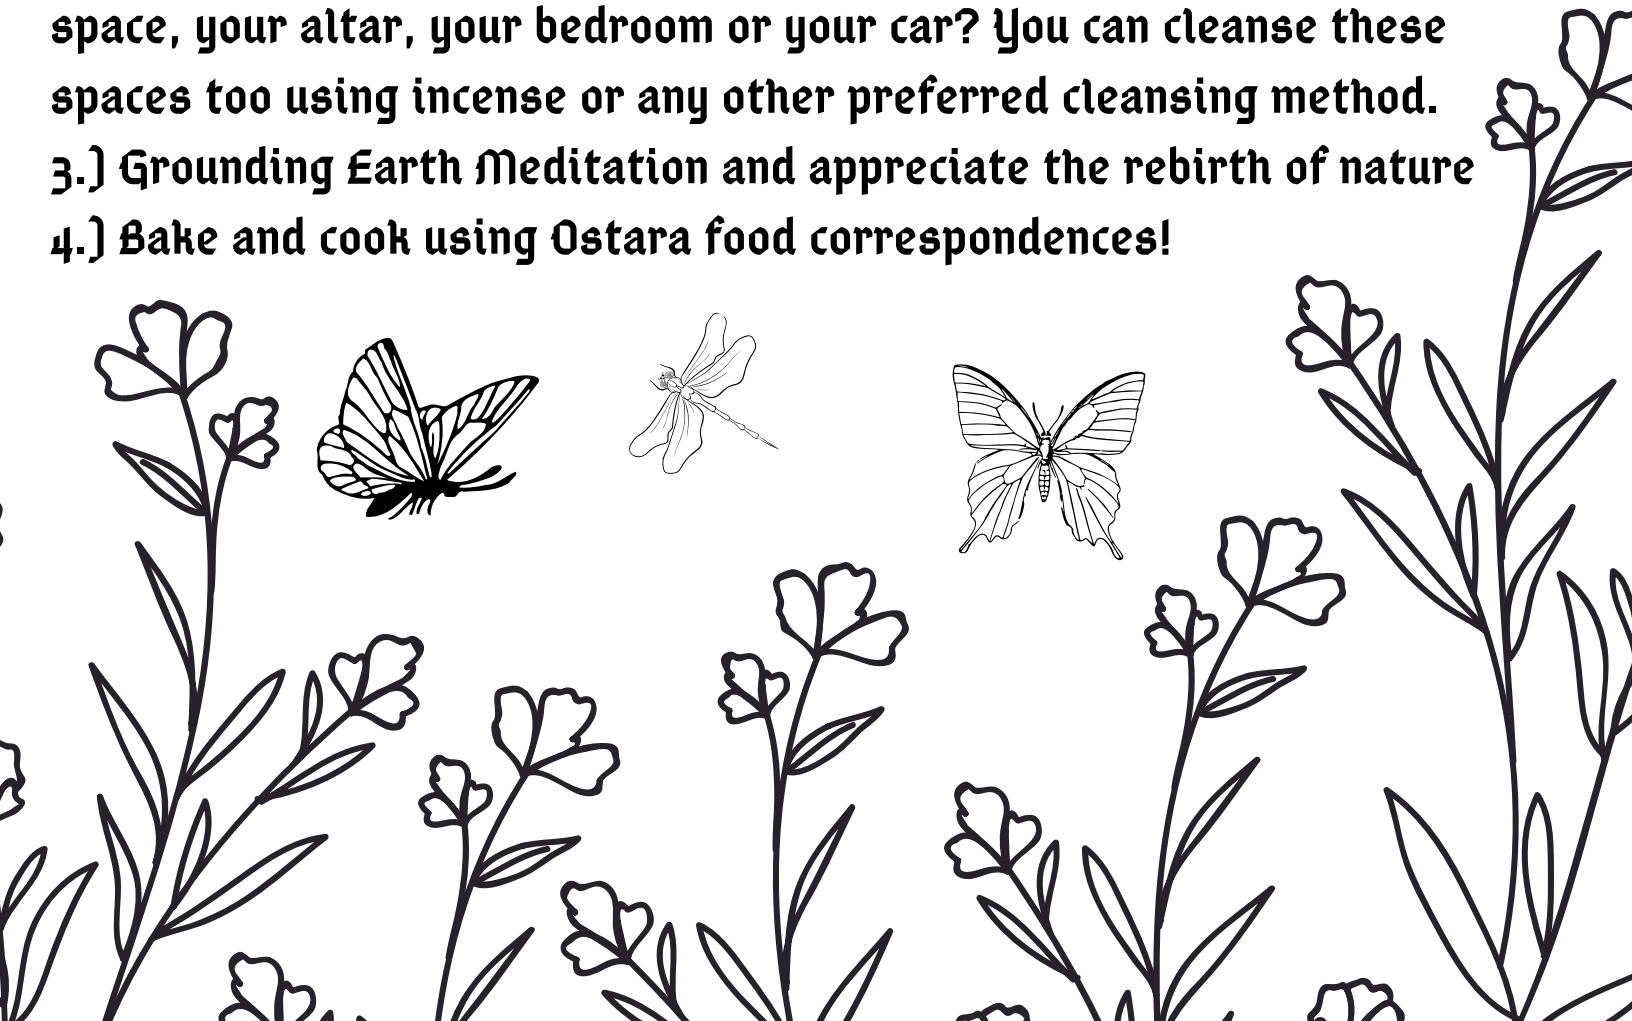 space, your altar, your bedroom or your car? You can cleanse these
spaces too using incense or any other preferred cleansing method.
3.) Grounding Earth Meditation and appreciate the rebirth of nature
4.) Bake and cook using Ostara food correspondences!